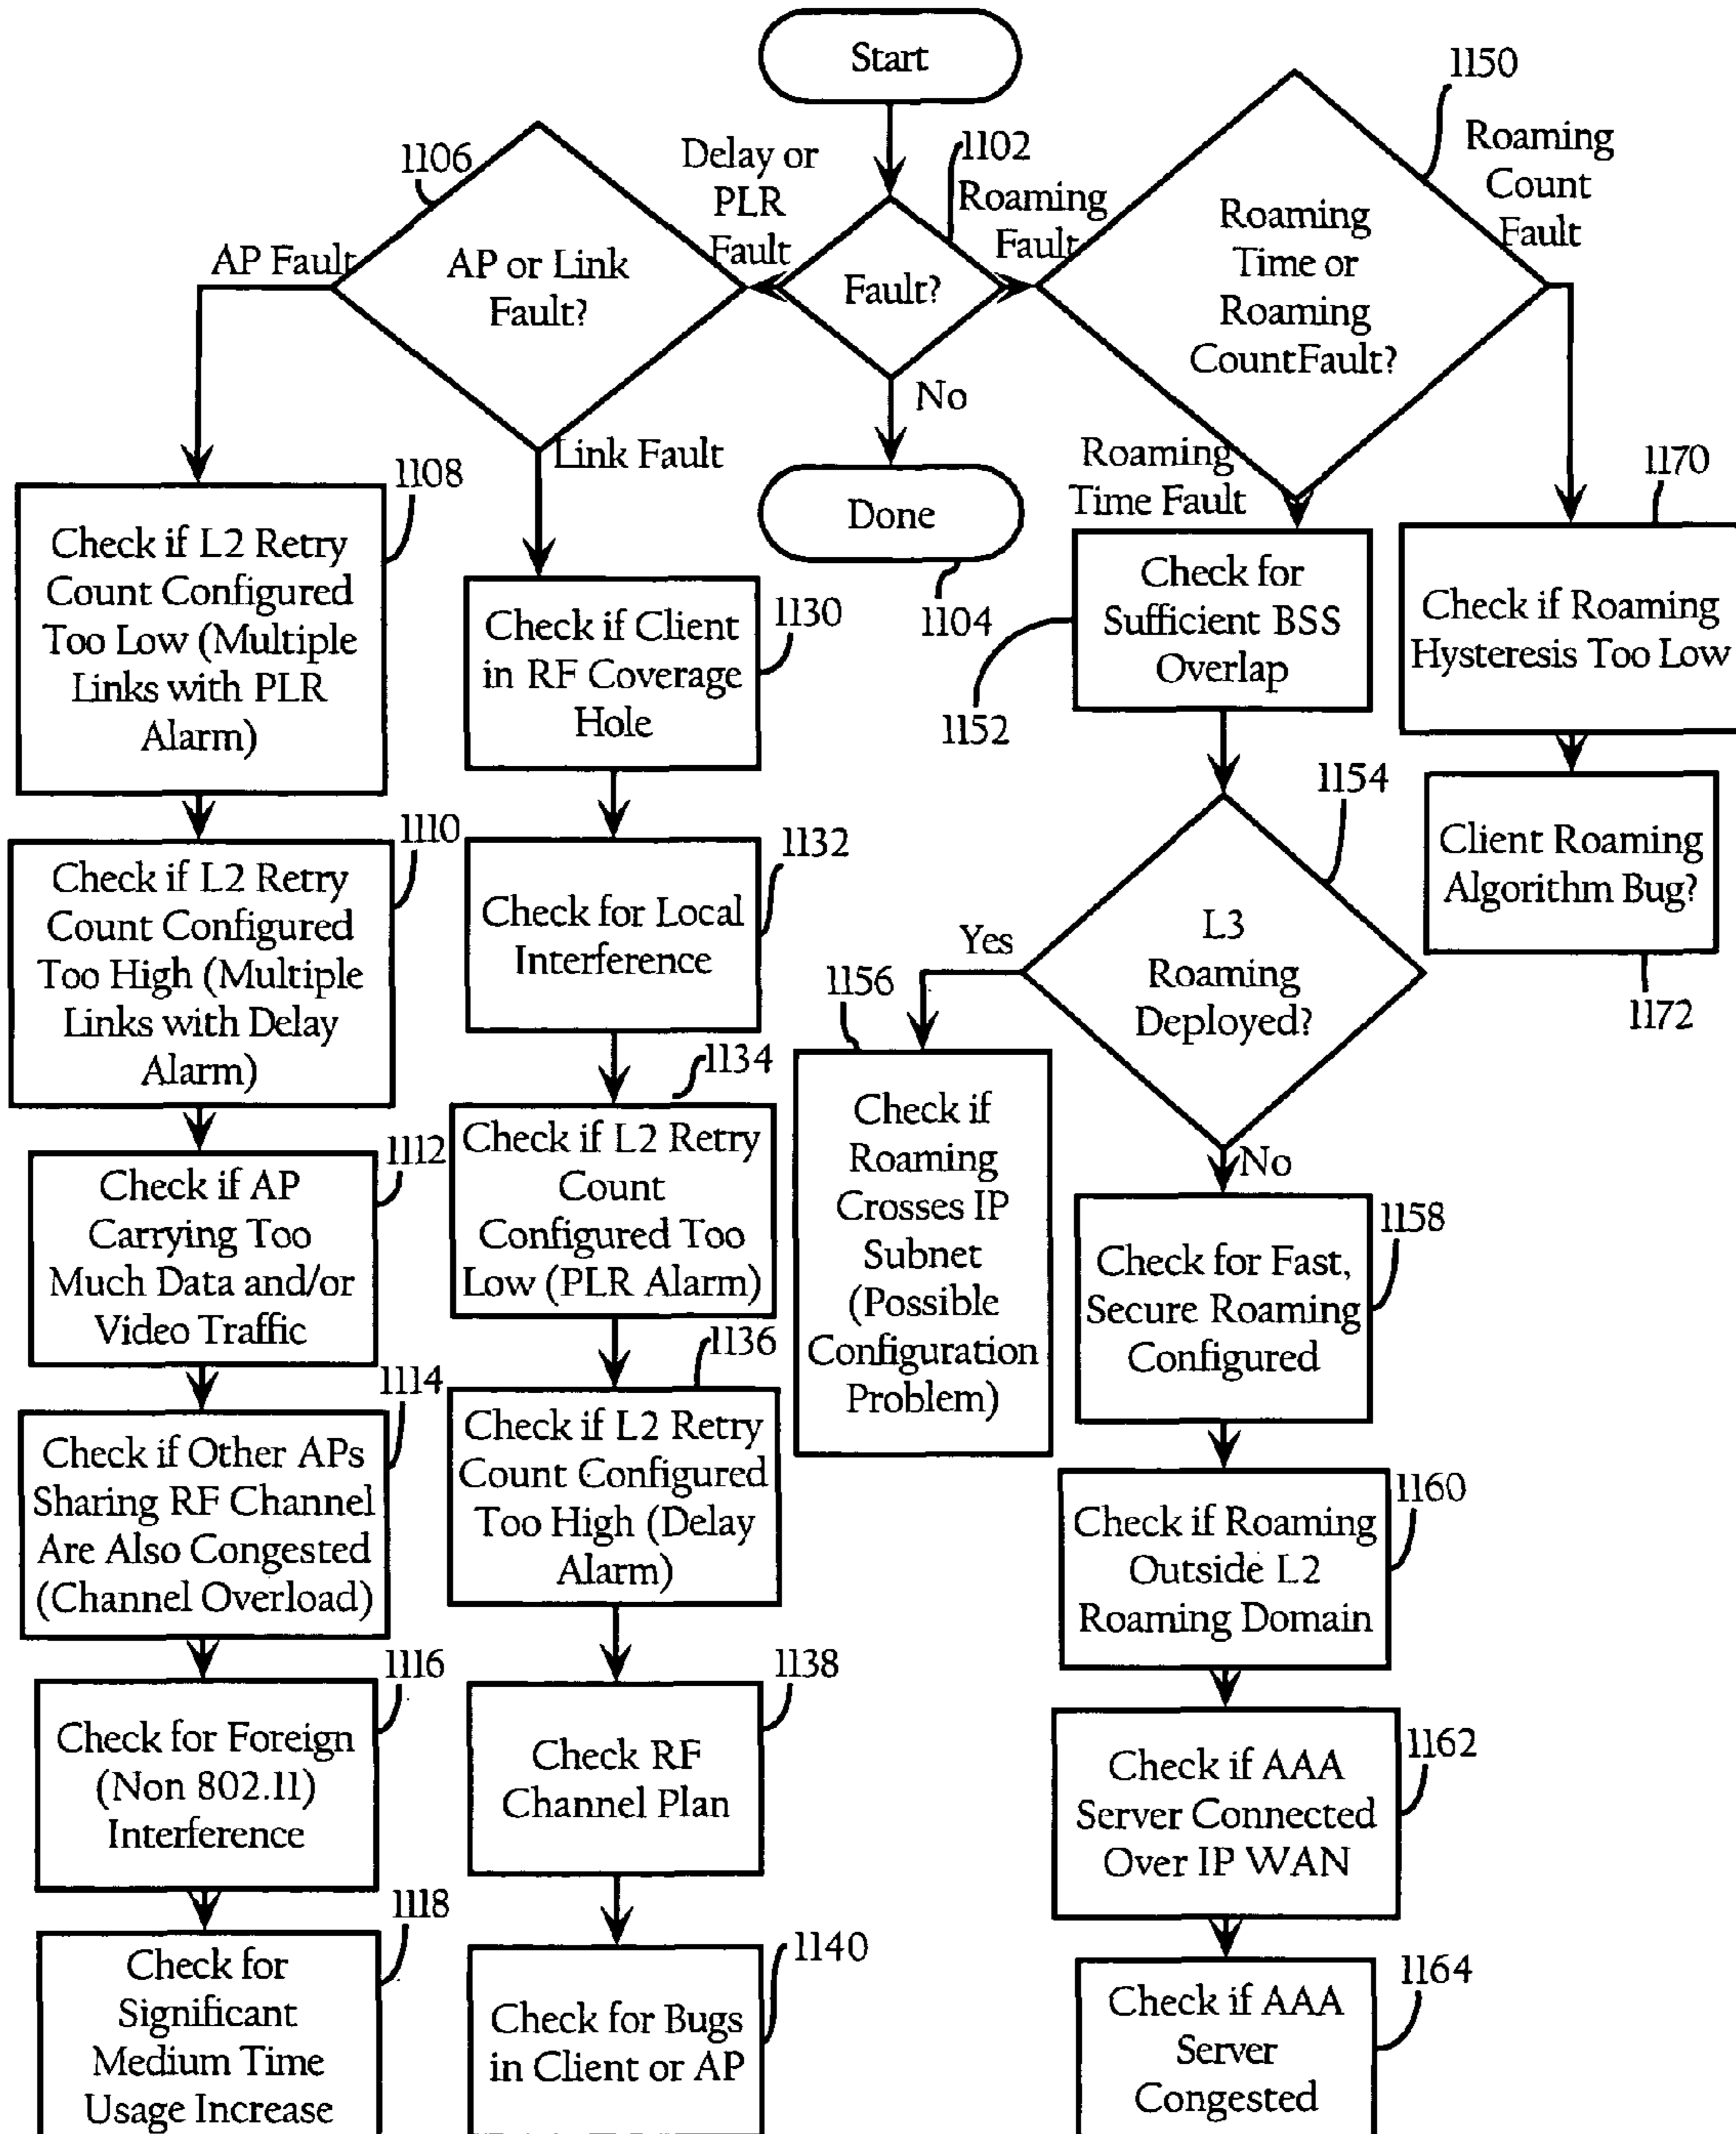 Start
1150
1106
Delay or
PLR
Fault
1102
Roaming
Fault
Roaming
Count
Fault
AP Fault
AP or Link
Fault?
Fault?
Roaming
Time or
Roaming
CountFault?
No
Link Fault
Roaming
Time Fault
1108
Done
1170
Check if L2 Retry
Count Configured
Too Low (Multiple
Links with PLR
Alarm)
1130
Check if Client
in RF Coverage
Hole
1104
Check for
Sufficient BSS
Overlap
1152
Check if Roaming
Hysteresis Too Low
1110
Check if L2 Retry
Count Configured
Too High (Multiple
Links with Delay
Alarm)
1132
Check for Local
Interference
1154
L3
Roaming
Deployed?
Yes
Client Roaming
Algorithm Bug?
1172
1156
Check if
Roaming
Crosses IP
Subnet
(Possible
Configuration
Problem)
1134
Check if L2 Retry
Count
Configured Too
Low (PLR Alarm)
1112
Check if AP
Carrying Too
Much Data and/or
Video Traffic
No
1158
Check for Fast,
Secure Roaming
Configured
1136
Check if L2 Retry
Count Configured
Too High (Delay
Alarm)
1114
Check if Other APs
Sharing RF Channel
Are Also Congested
(Channel Overload)
1160
Check if Roaming
Outside L2
Roaming Domain
1116
Check for Foreign
(Non 802.11)
Interference
1138
Check RF
Channel Plan
1162
Check if AAA
Server Connected
Over IP WAN
1118
Check for
Significant
Medium Time
Usage Increase
1140
Check for Bugs
in Client or AP
1164
Check if AAA
Server
Congested